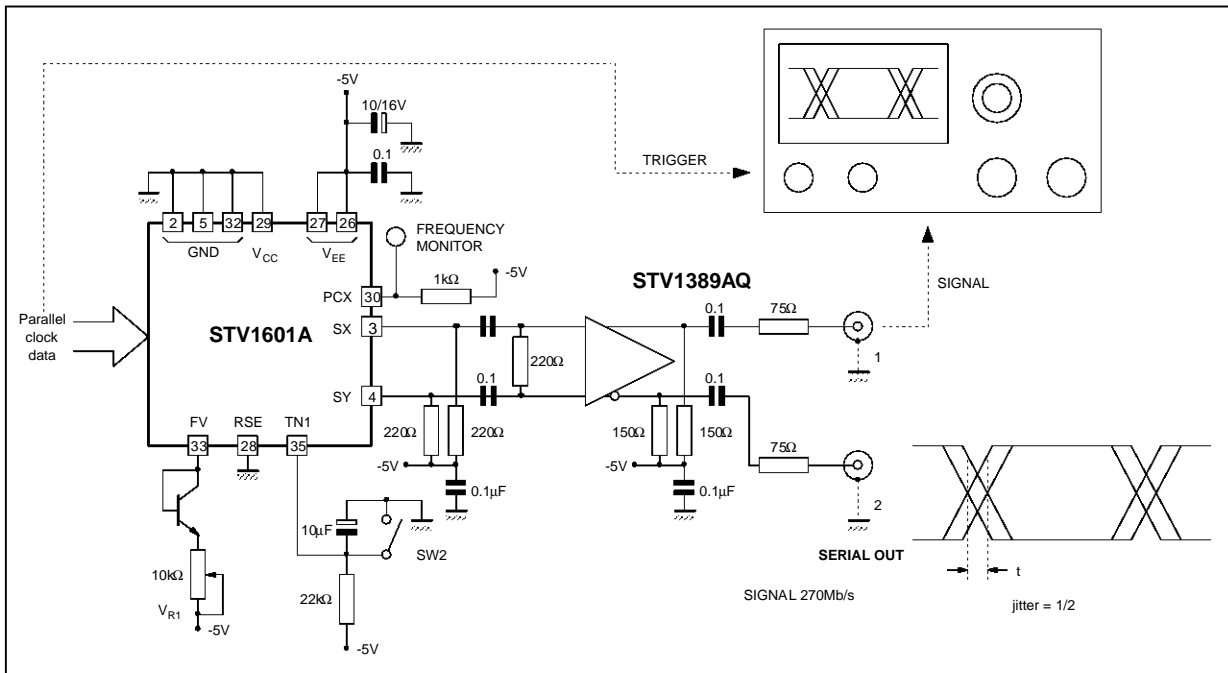 -5V
10/16V
0.1
TRIGGER
2
5
32
29
27
26
GND
VCC
VEE
FREQUENCY
MONITOR
-5V
1kΩ
STV1389AQ
SIGNAL
PCX
30
Parallel
clock
data
STV1601A
SX
3
0.1
75Ω
1
220Ω
0.1
0.1
SY
4
FV
RSE
TN1
33
28
35
220Ω
220Ω
150Ω
150Ω
75Ω
-5V
-5V
0.1µF
0.1µF
2
10µF
SW2
SERIAL OUT
10kΩ
22kΩ
t
VR1
SIGNAL 270Mb/s
jitter = 1/2
-5V
-5V